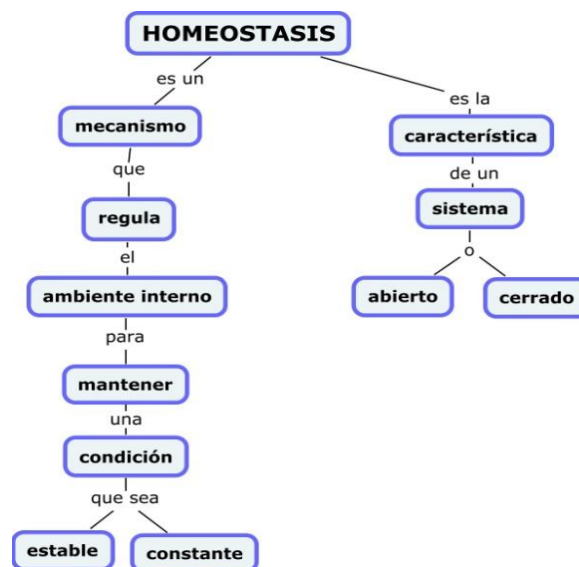 HOMEOSTASIS
es un
es la
mecanismo
característica
que
de un
regula
sistema
el
o
ambiente interno
abierto
cerrado
para
mantener
una
condición
que sea
estable
constante